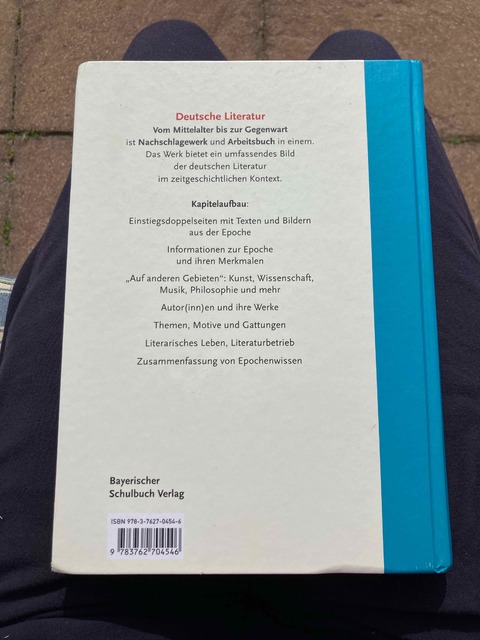 Deutsche Literatur
Vom Mittelalter bis zur Gegenwart
ist Nachschlagewerk und Arbeitsbuch in einem.
Das Werk bietet ein umfassendes Bild
der deutschen Literatur
im zeitgeschichtlichen Kontext.
Kapitelaufbau:
Einstiegsdoppelseiten mit Texten und Bildern
aus der Epoche
Informationen zur Epoche
und ihren Merkmalen
„Auf anderen Gebieten“: Kunst, Wissenschaft,
Musik, Philosophie und mehr
Autor(inn)en und ihre Werke
Themen, Motive und Gattungen
Literarisches Leben, Literaturbetrieb
Zusammenfassung von Epochenwissen
Bayerischer
Schulbuch Verlag
ISBN 978-3-7627-0454-6
9 783762 704546